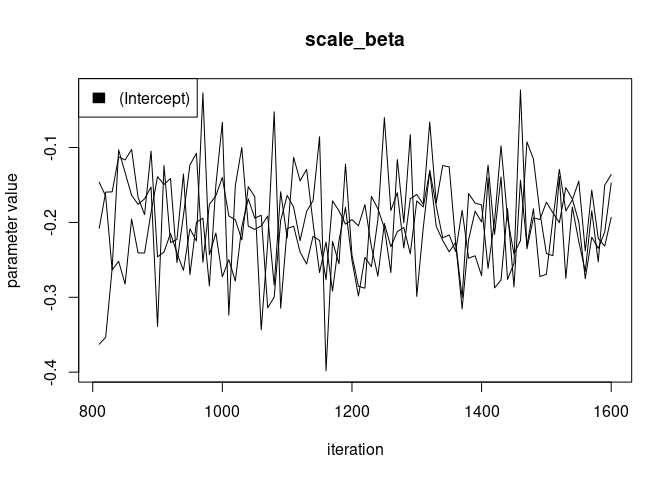 scale_beta
(Intercept)
-0.1
-0.2
-0.3
-0.4
parameter value
800 1000 1200 1400 1600
iteration